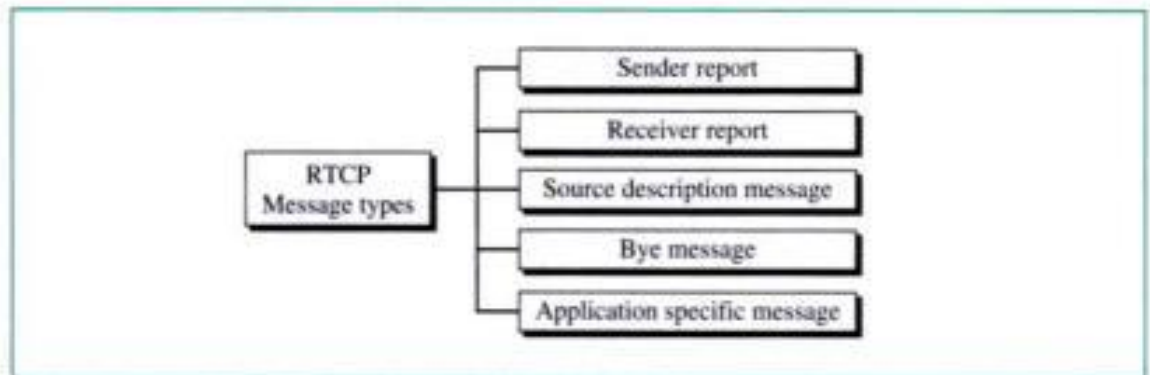 RTCP
Message types
Sender report
Receiver report
Source description message
Bye message
Application specific message